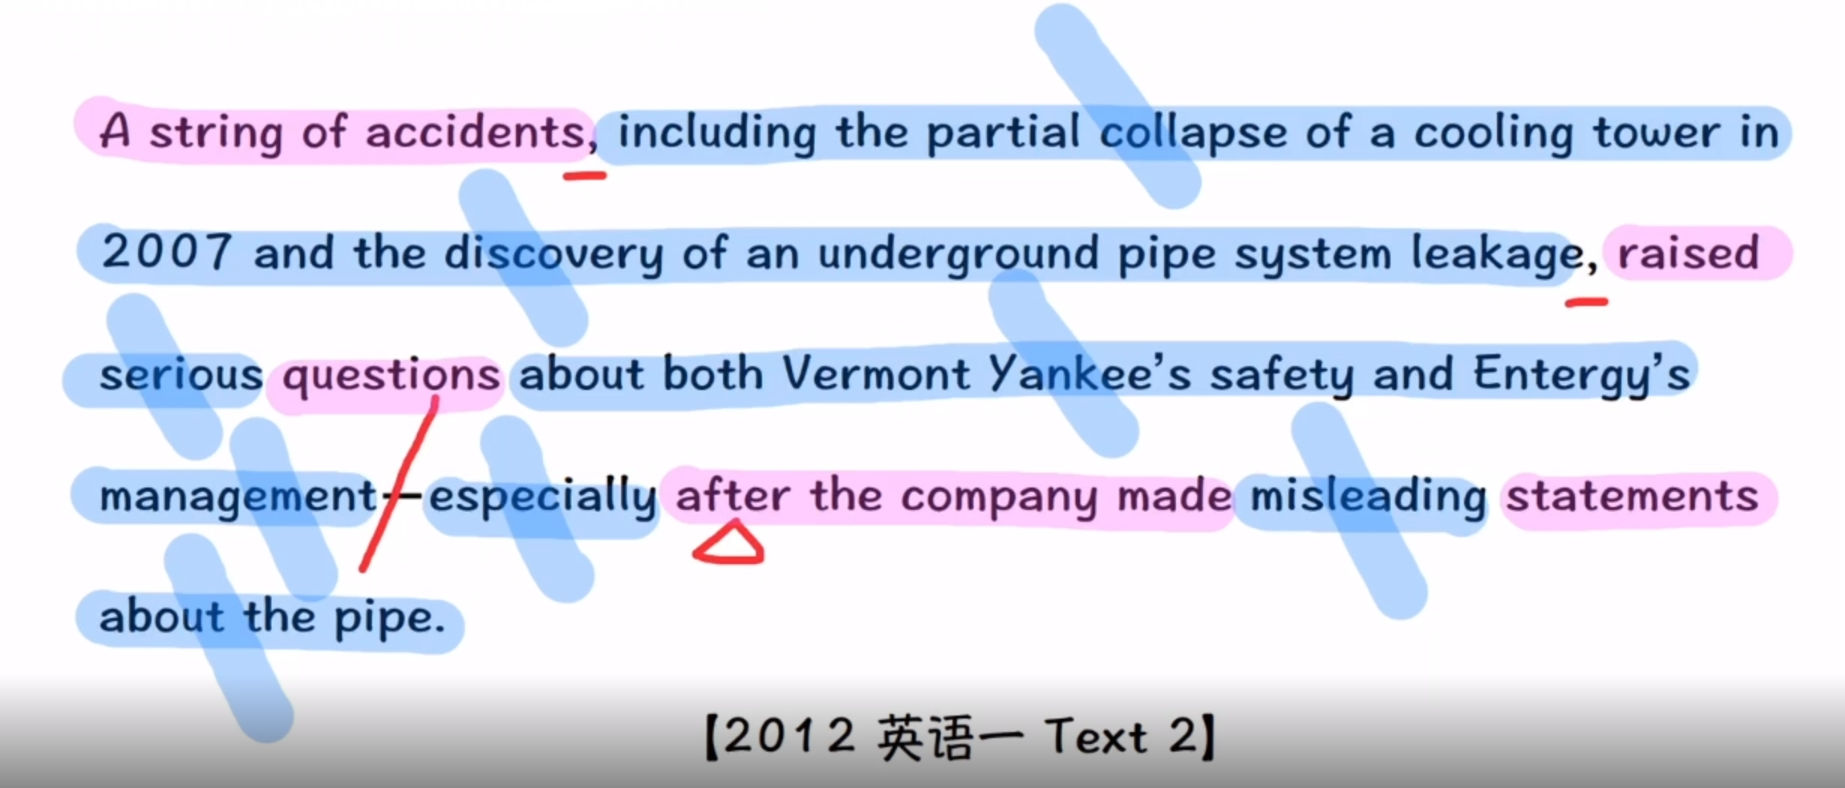 A string of accidents, including the partial collapse of a cooling tower in
2007 and the discovery of an underground pipe system leakage, raised
serious questions about both Vermont Yankee’s safety and Entergy’s
management—especially after the company made misleading statements
about the pipe.
【2012 英语一 Text 2】